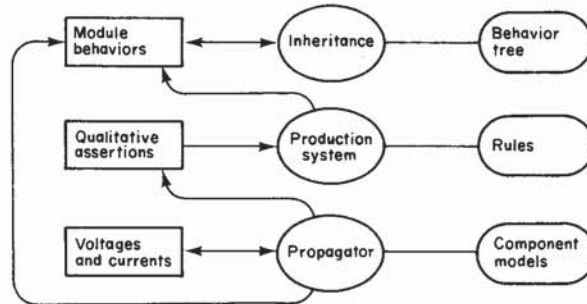 Module
behaviors
Inheritance
Behavior
tree
Qualitative
assertions
Production
system
Rules
Voltages
and currents
Propagator
Component
models